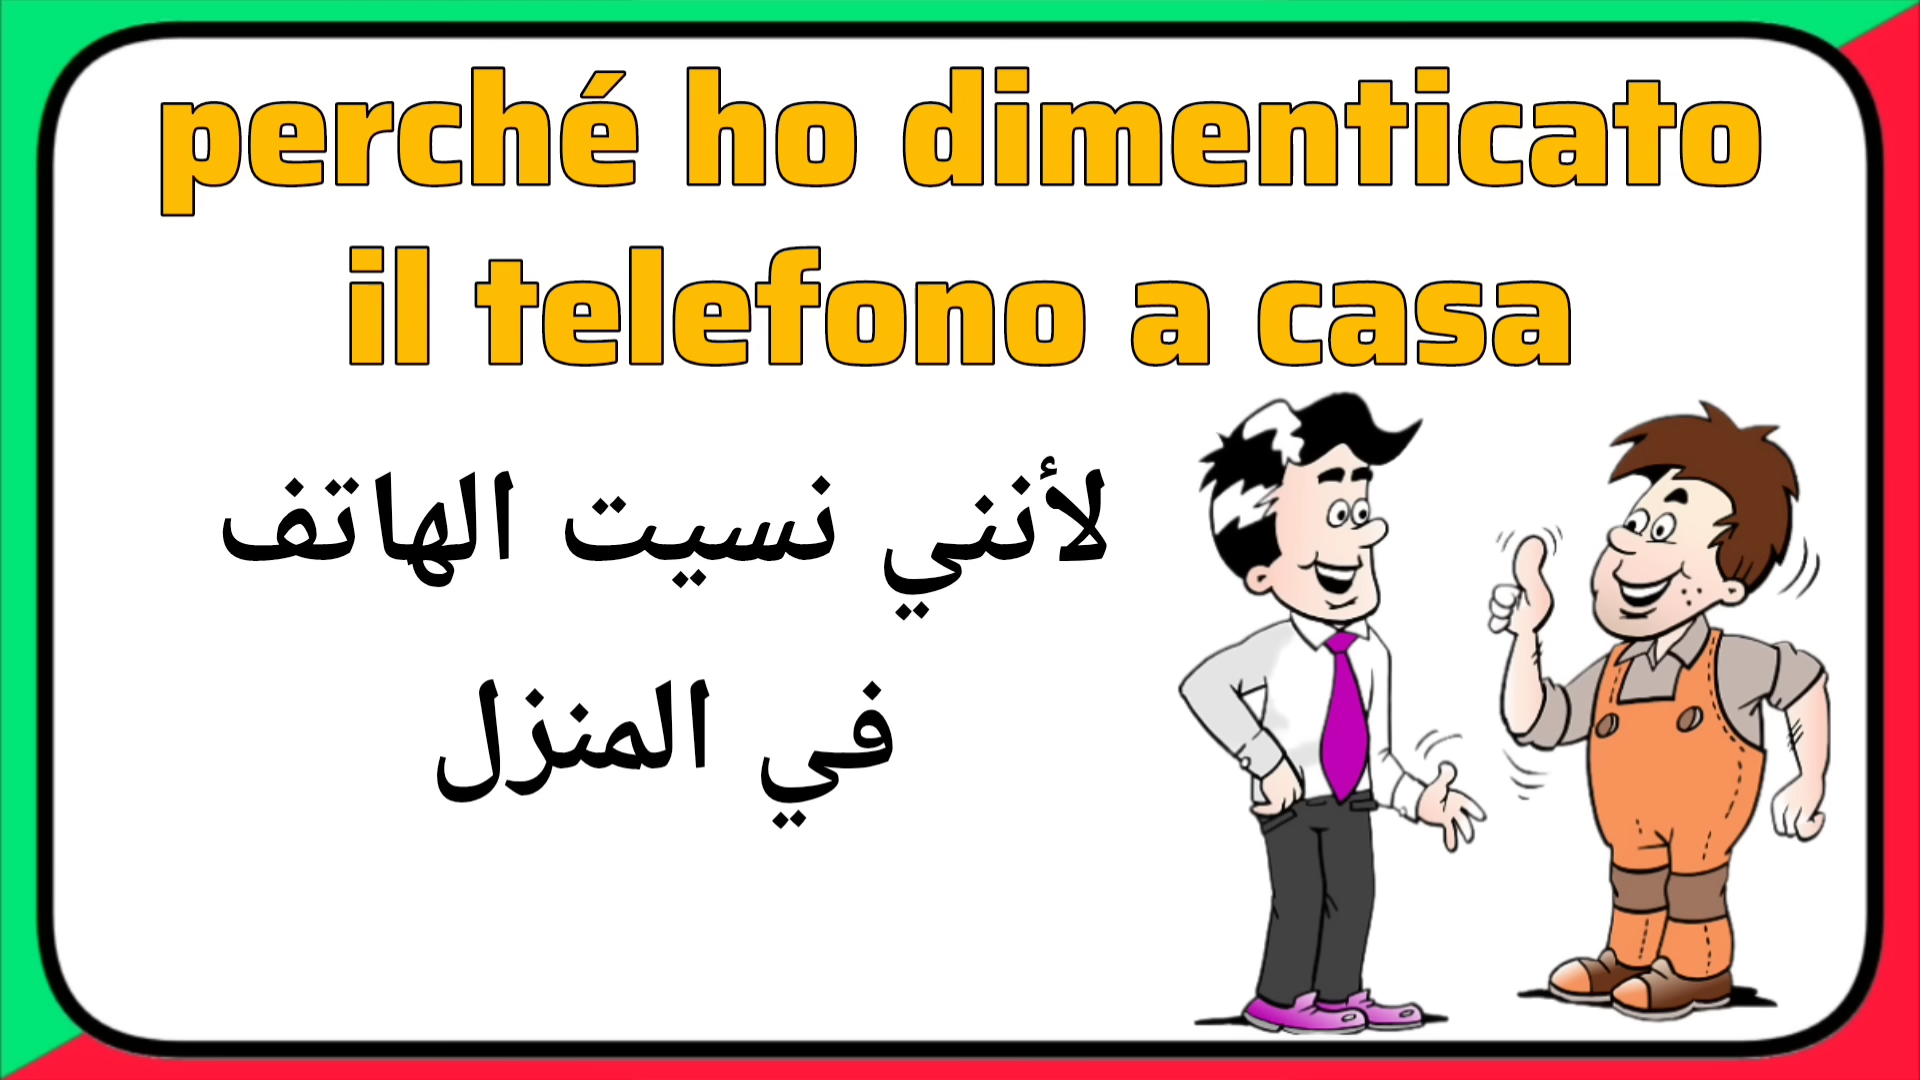 perché ho dimenticato
il telefono a casa
لأنني نسيت الهاتف
في المنزل